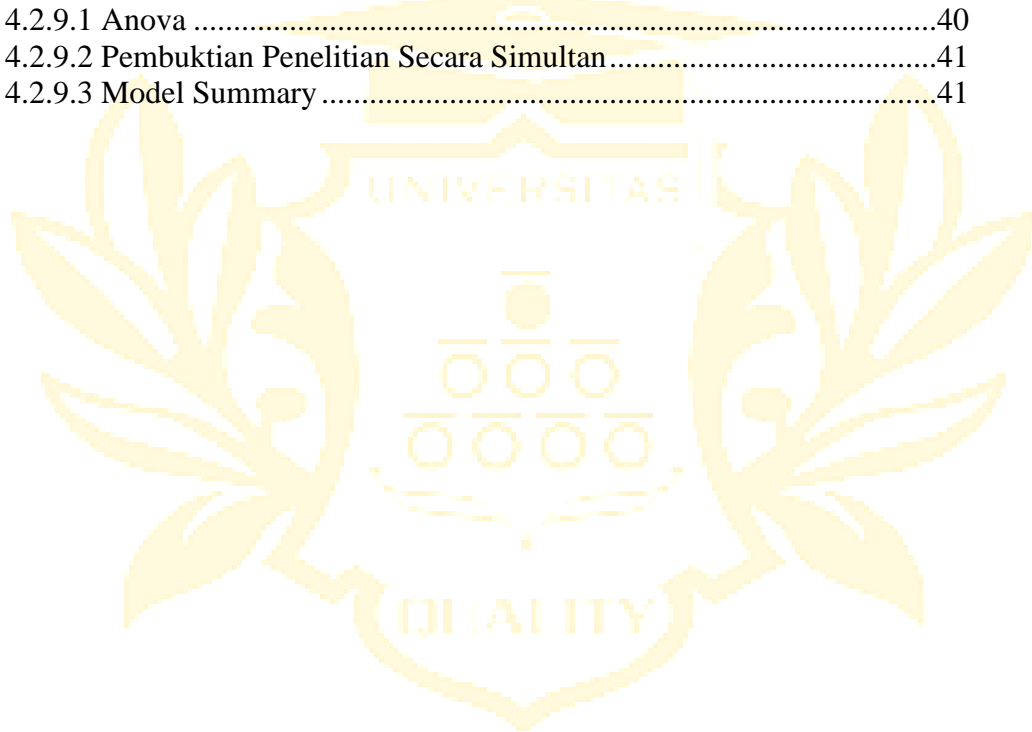 4.2.9.1 Anova ....................................................................................................40
4.2.9.2 Pembuktian Penelitian Secara Simultan ............................................41
4.2.9.3 Model Summary ..................................................................................41
UNIVERSITAS
QUALITY